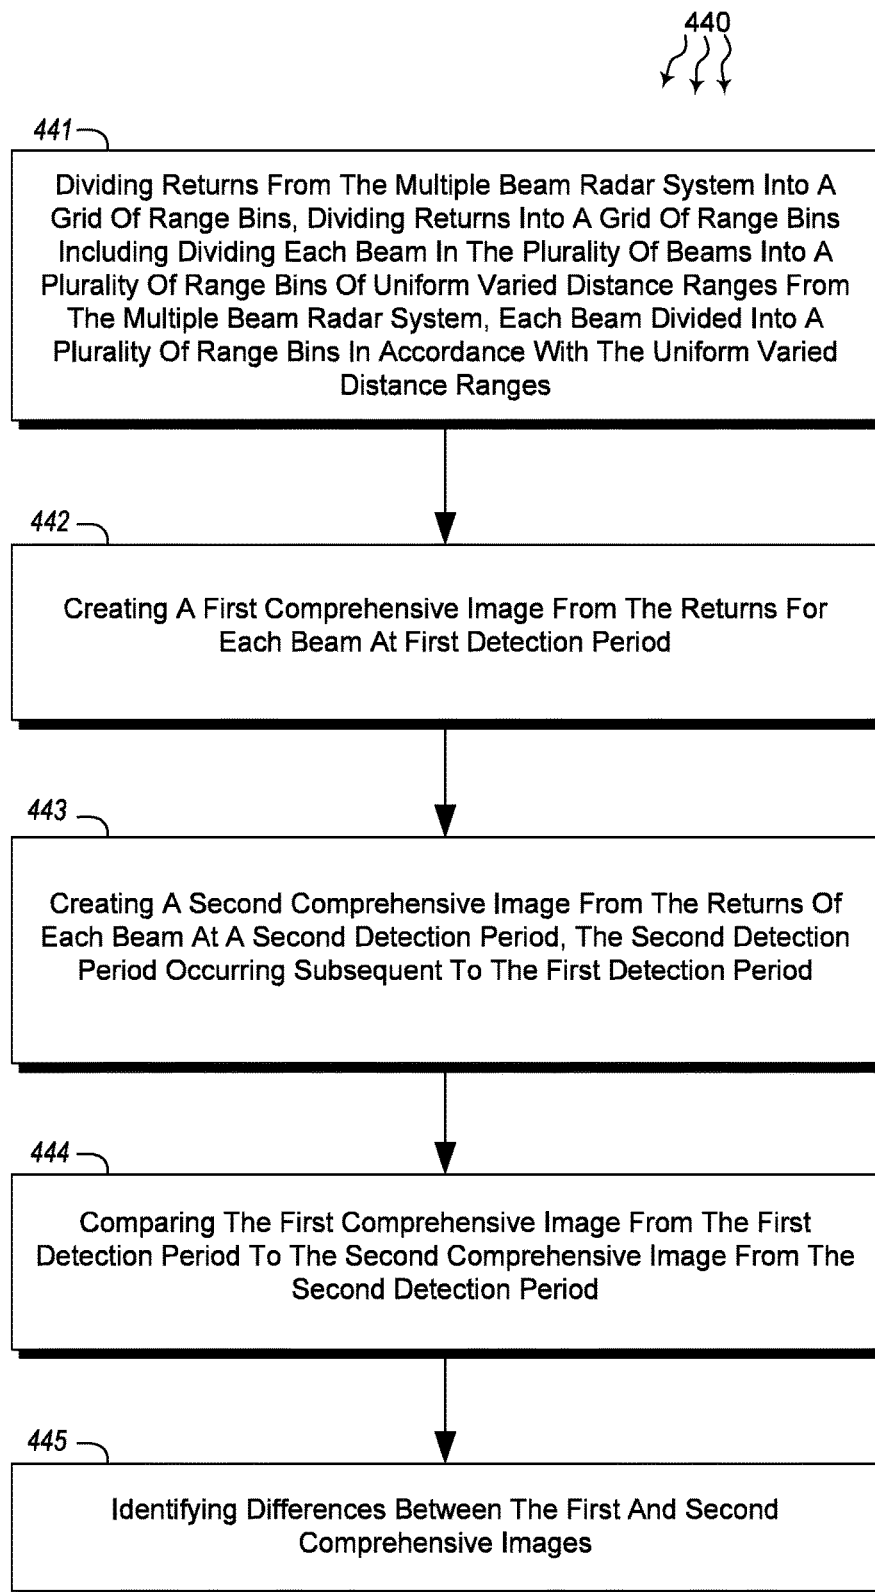 440
441
Dividing Returns From The Multiple Beam Radar System Into A
Grid Of Range Bins, Dividing Returns Into A Grid Of Range Bins
Including Dividing Each Beam In The Plurality Of Beams Into A
Plurality Of Range Bins Of Uniform Varied Distance Ranges From
The Multiple Beam Radar System, Each Beam Divided Into A
Plurality Of Range Bins In Accordance With The Uniform Varied
Distance Ranges
442
Creating A First Comprehensive Image From The Returns For
Each Beam At First Detection Period
443
Creating A Second Comprehensive Image From The Returns Of
Each Beam At A Second Detection Period, The Second Detection
Period Occurring Subsequent To The First Detection Period
444
Comparing The First Comprehensive Image From The First
Detection Period To The Second Comprehensive Image From The
Second Detection Period
445
Identifying Differences Between The First And Second
Comprehensive Images